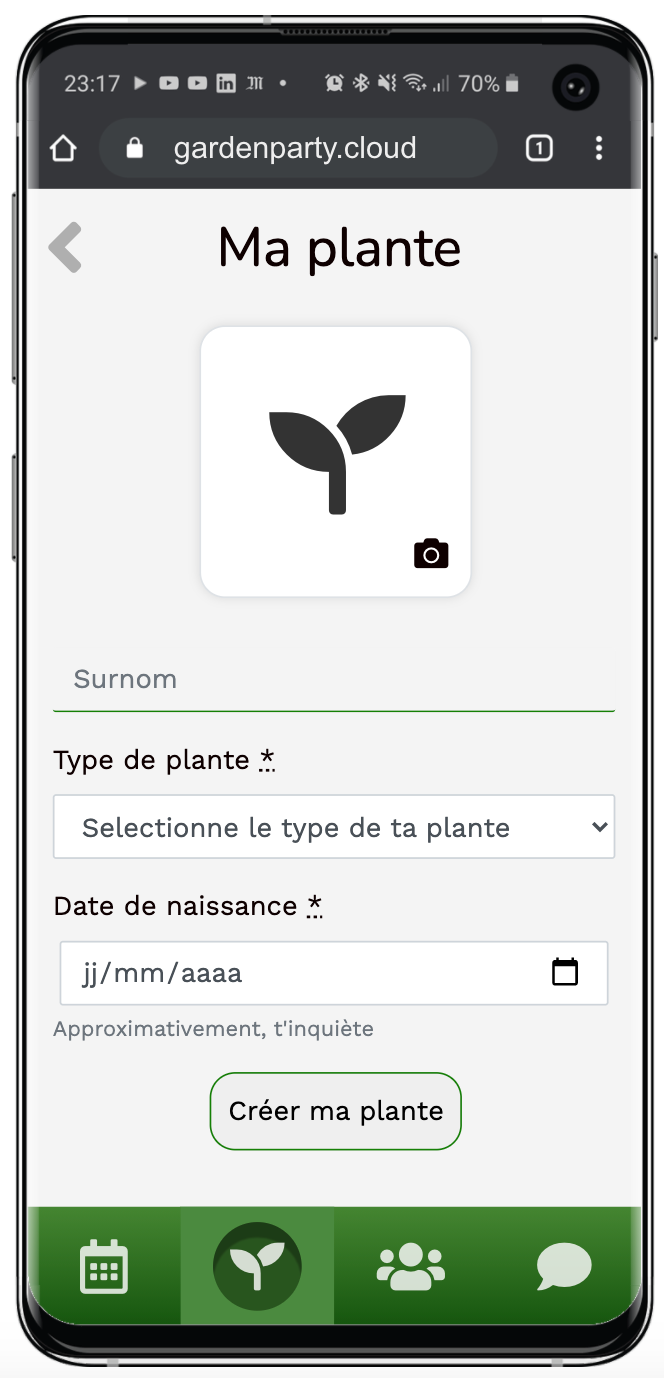 23:17 70%
gardenparty.cloud 1
Ma plante
Surnom
Type de plante *
Selectionne le type de ta plante
Date de naissance *
jj/mm/aaaa
Approximativement, t'inquiète
Créer ma plante